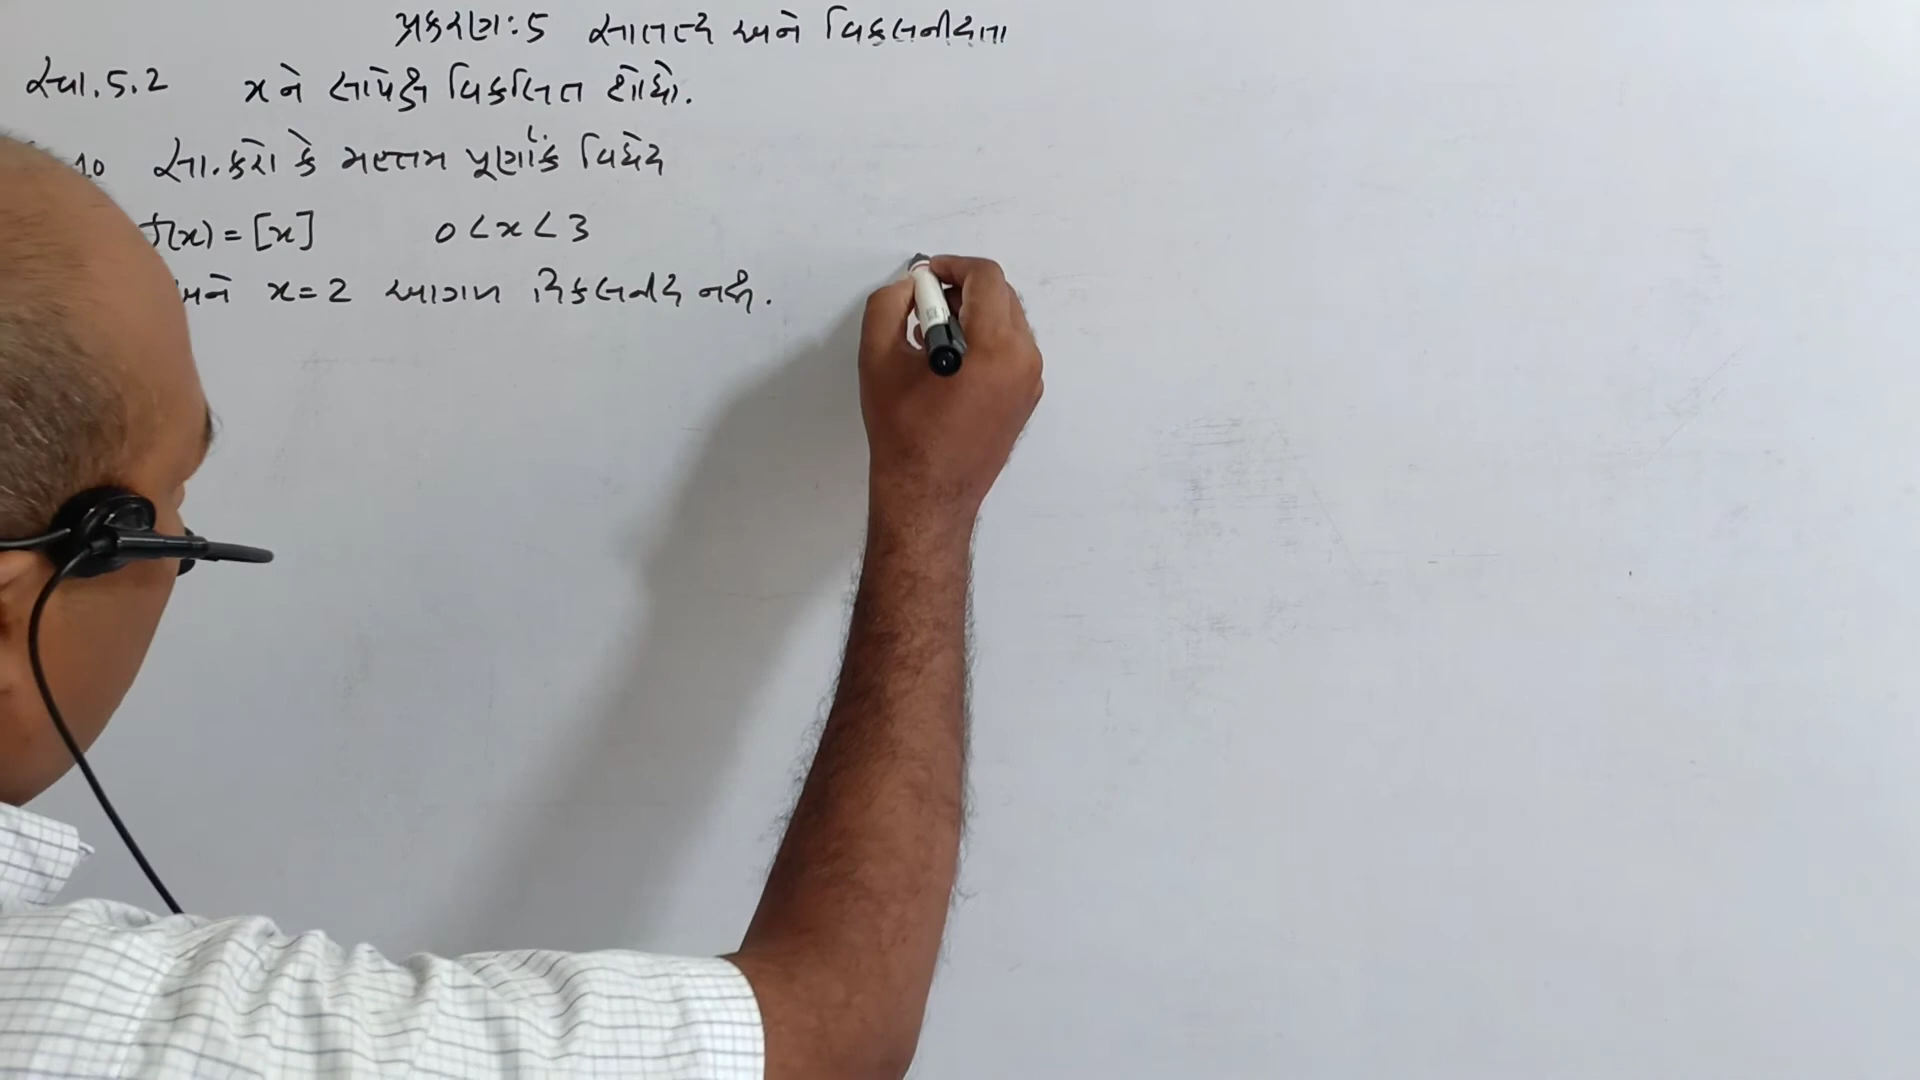 પ્રકરણ: 5 સાતત્ય અને વિકલનીયતા
સ્વા. 5.2 x ને સાપેક્ષ વિકલિત શોધો.
10 સા. કરો કે મહત્તમ પૂર્ણાંક વિધેય
f(x) = [x] 0 < x < 3
અને x = 2 આગળ વિકલનીય નથી.